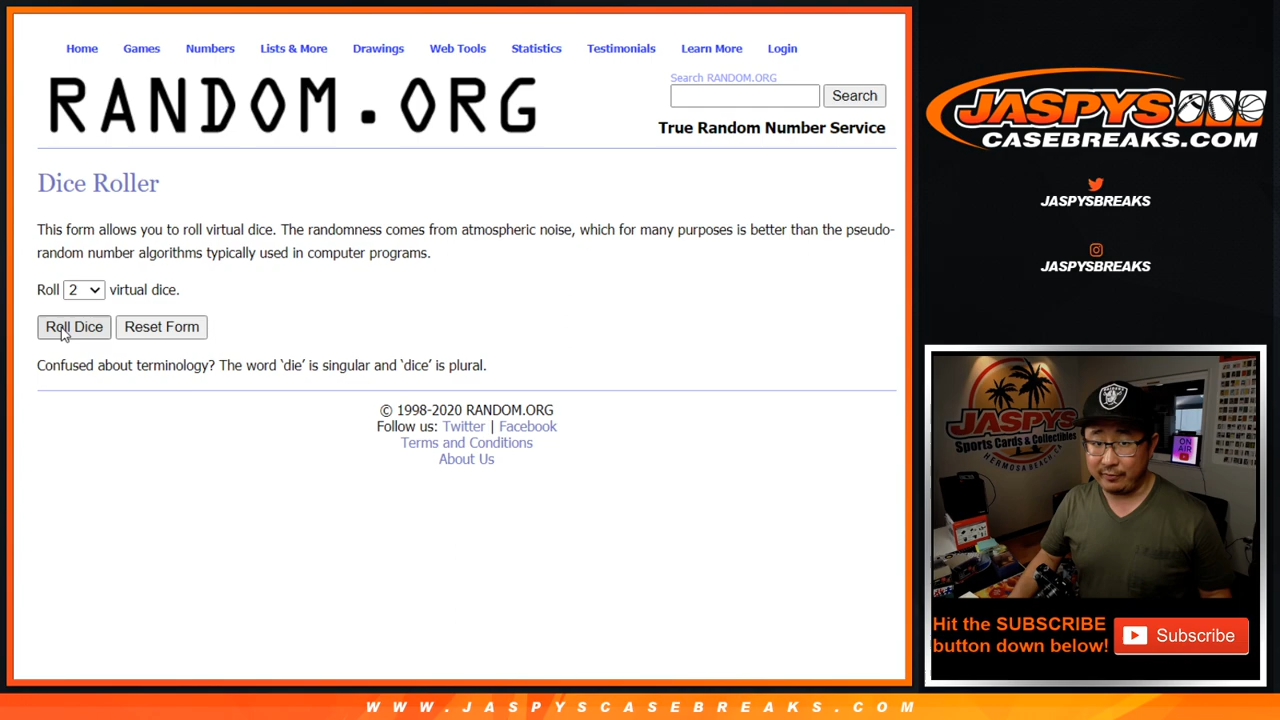 Home Games Numbers Lists & More Drawings Web Tools Statistics Testimonials Learn More Login
RANDOM.ORG
Search RANDOM.ORG
Search
True Random Number Service
Dice Roller
This form allows you to roll virtual dice. The randomness comes from atmospheric noise, which for many purposes is better than the pseudo-
random number algorithms typically used in computer programs.
Roll 2 virtual dice.
Roll Dice Reset Form
Confused about terminology? The word ‘die’ is singular and ‘dice’ is plural.
© 1998-2020 RANDOM.ORG
Follow us: Twitter | Facebook
Terms and Conditions
About Us
JASPYS
CASEBREAKS.COM
JASPYSBREAKS
JASPYSBREAKS
JASPYS
Sports Cards & Collectibles
HERMOSA BEACH CA
ON
AIR
Hit the SUBSCRIBE
button down below!
Subscribe
WWW.JASPYSCASEBREAKS.COM